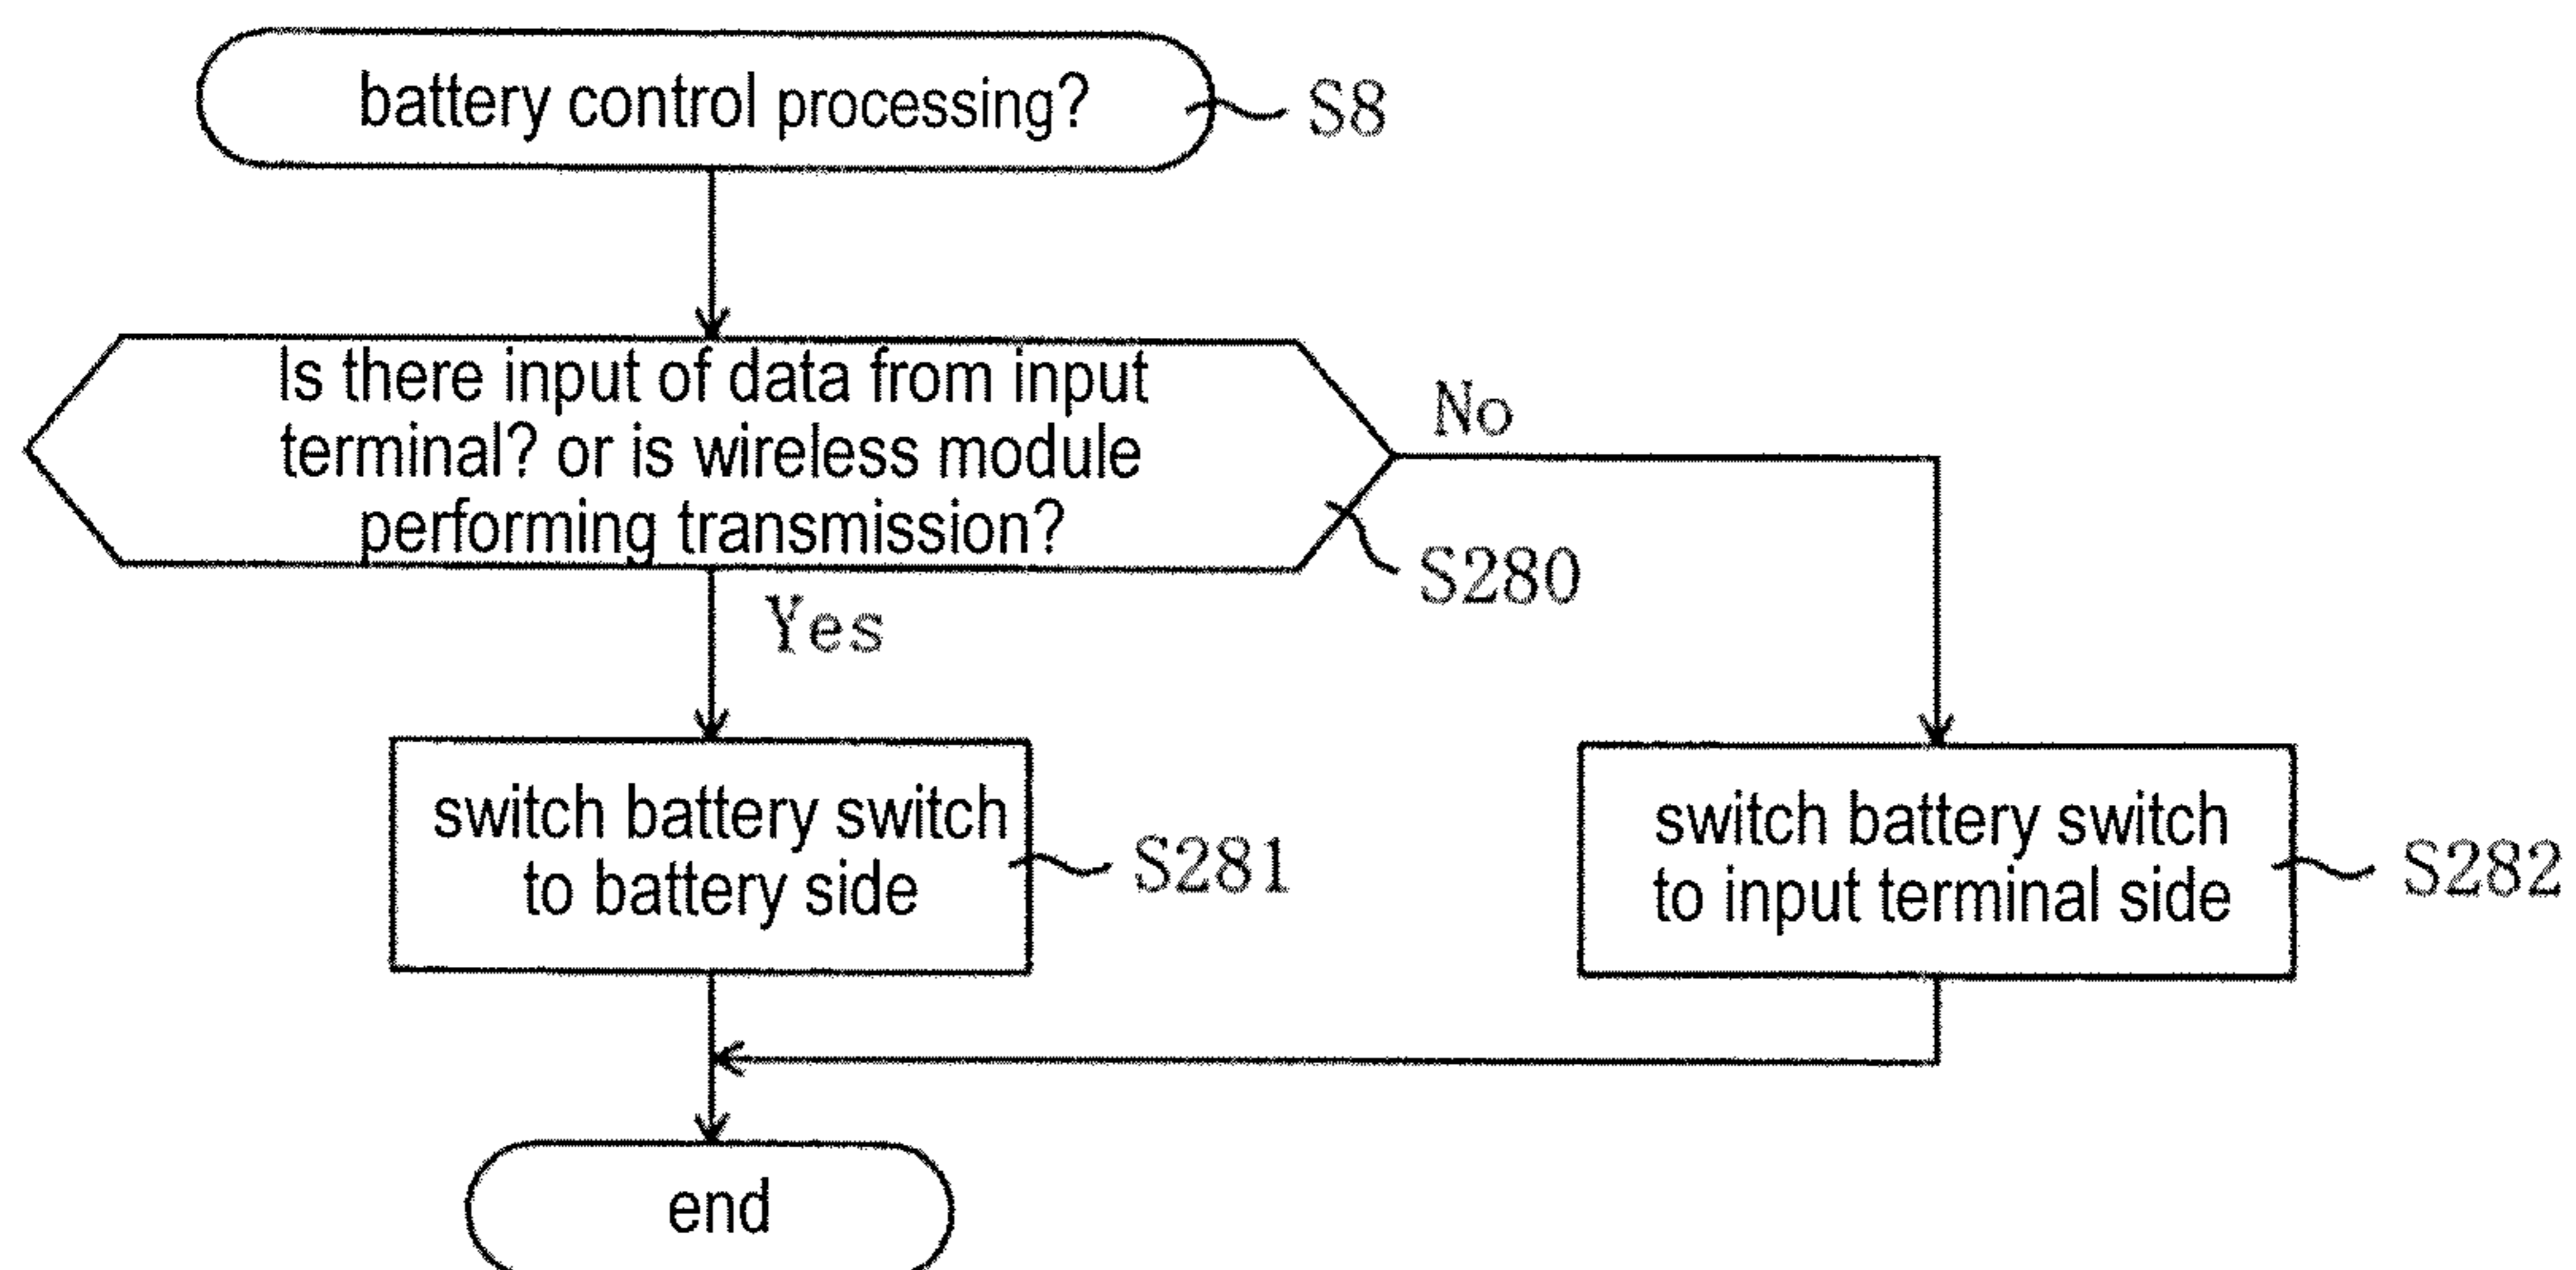 battery control processing?
S8
Is there input of data from input
terminal? or is wireless module
performing transmission?
No
S280
Yes
switch battery switch
to battery side
S281
switch battery switch
to input terminal side
S282
end